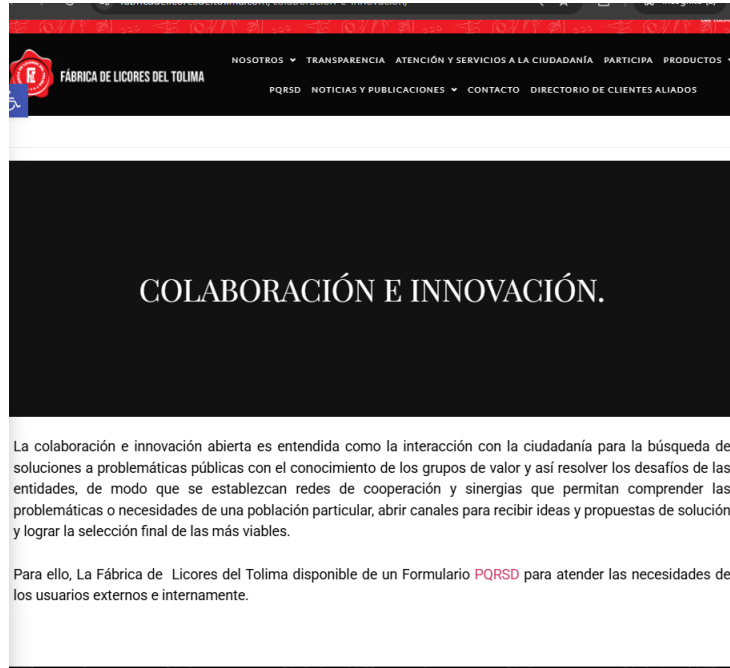 NOSOTROS TRANSPARENCIA ATENCIÓN Y SERVICIOS A LA CIUDADANÍA PARTICIPA PRODUCTOS
FÁBRICA DE LICORES DEL TOLIMA
PQRSD NOTICIAS Y PUBLICACIONES CONTACTO DIRECTORIO DE CLIENTES ALIADOS
COLABORACIÓN E INNOVACIÓN.
La colaboración e innovación abierta es entendida como la interacción con la ciudadanía para la búsqueda de
soluciones a problemáticas públicas con el conocimiento de los grupos de valor y así resolver los desafíos de las
entidades, de modo que se establezcan redes de cooperación y sinergias que permitan comprender las
problemáticas o necesidades de una población particular, abrir canales para recibir ideas y propuestas de solución
y lograr la selección final de las más viables.
Para ello, La Fábrica de Licores del Tolima disponible de un Formulario PQRSD para atender las necesidades de
los usuarios externos e internamente.